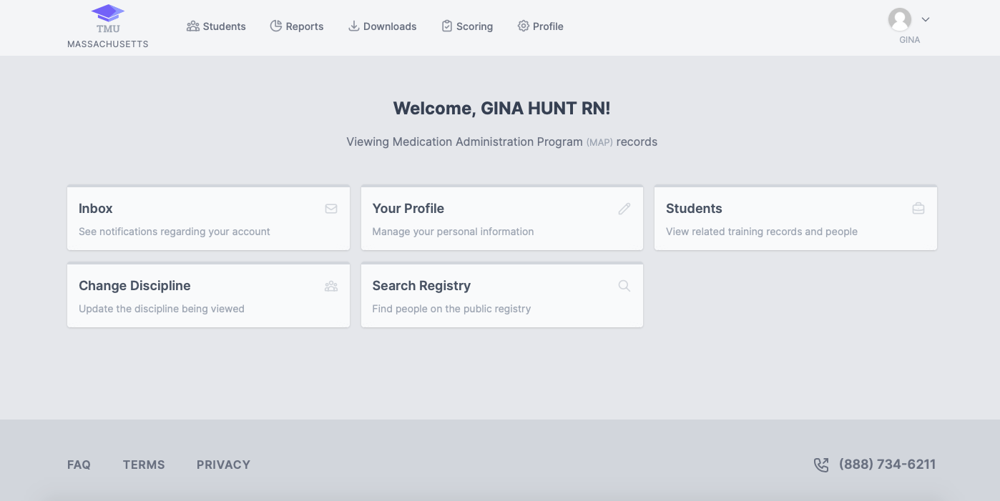 TMU
MASSACHUSETTS
Students
Reports
Downloads
Scoring
Profile
GINA
Welcome, GINA HUNT RN!
Viewing Medication Administration Program (MAP) records
Inbox
See notifications regarding your account
Your Profile
Manage your personal information
Students
View related training records and people
Change Discipline
Update the discipline being viewed
Search Registry
Find people on the public registry
FAQ
TERMS
PRIVACY
(888) 734-6211